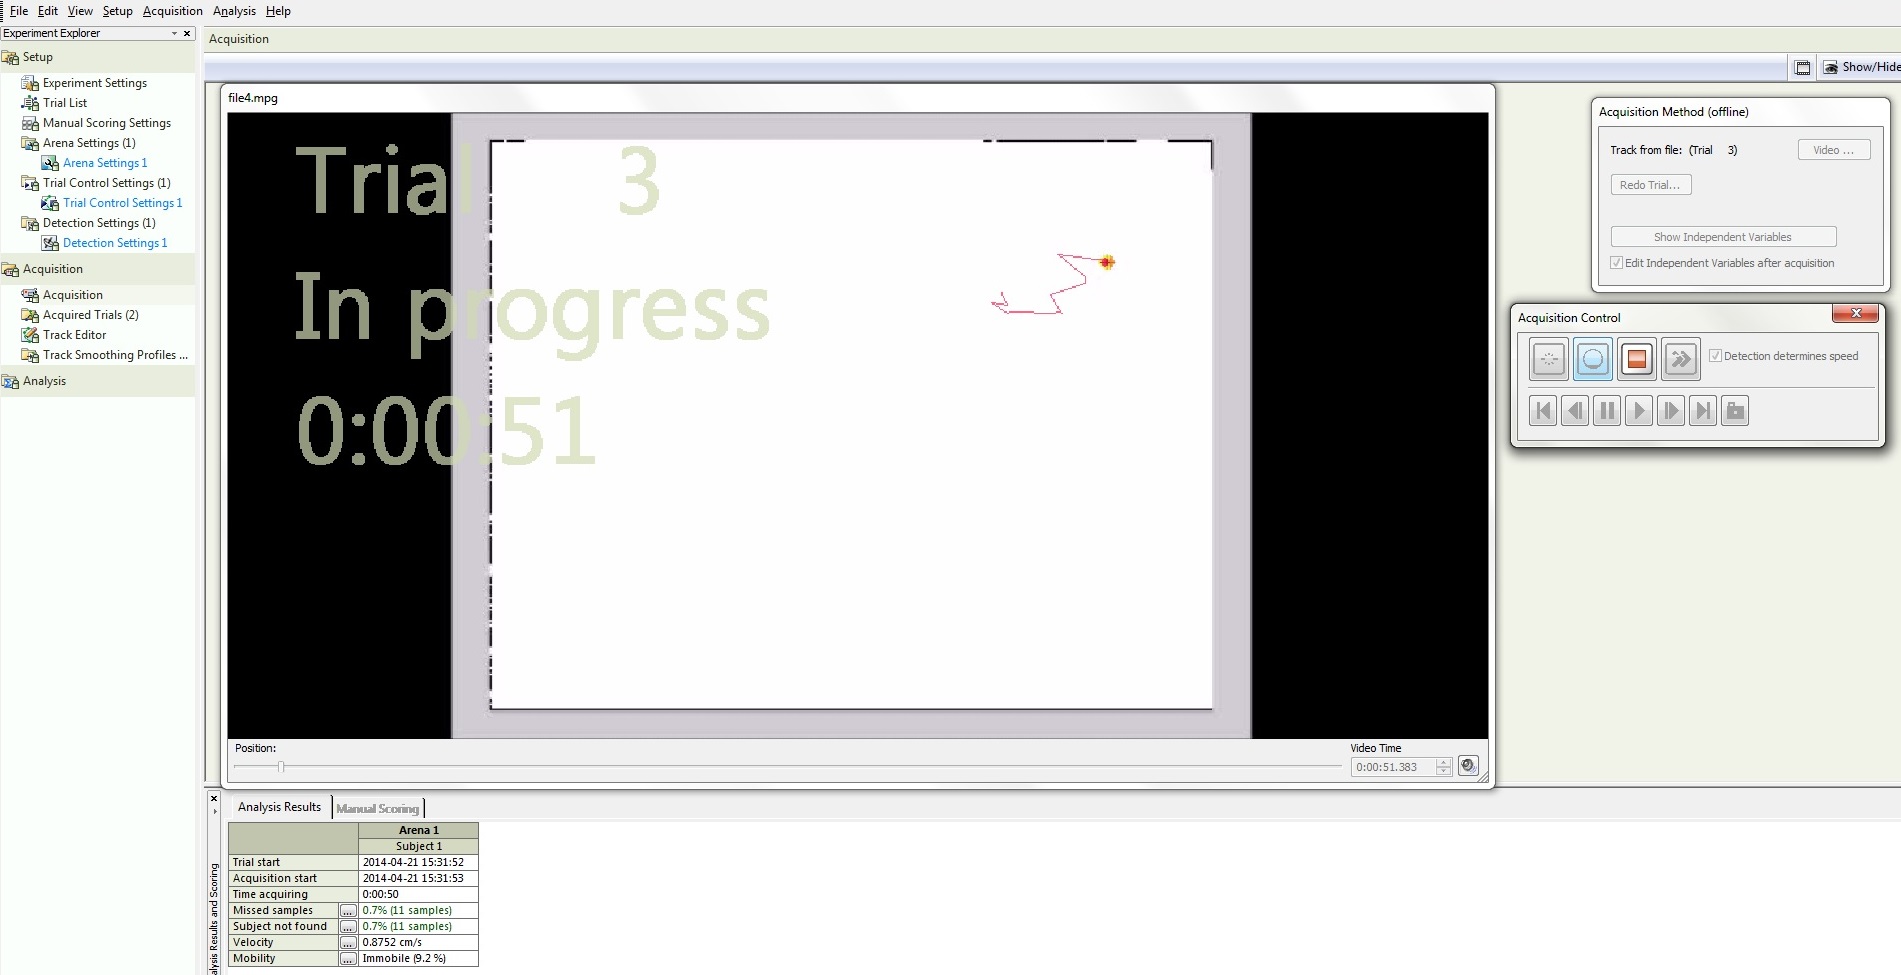 File Edit View Setup Acquisition Analysis Help
Experiment Explorer
Setup
Experiment Settings
Trial List
Manual Scoring Settings
Arena Settings (1)
Arena Settings 1
Trial Control Settings (1)
Trial Control Settings 1
Detection Settings (1)
Detection Settings 1
Acquisition
Acquisition
Acquired Trials (2)
Track Editor
Track Smoothing Profiles ...
Analysis
Acquisition
Show/Hide
file4.mpg
Trial 3
In progress
0:00:51
Position:
Video Time
0:00:51.383
Acquisition Method (offline)
Track from file: (Trial 3)
Video ...
Redo Trial...
Show Independent Variables
Edit Independent Variables after acquisition
Acquisition Control
Detection determines speed
Analysis Results Manual Scoring
Arena 1
Subject 1
Trial start 2014-04-21 15:31:52
Acquisition start 2014-04-21 15:31:53
Time acquiring 0:00:50
Missed samples ... 0.7% (11 samples)
Subject not found ... 0.7% (11 samples)
Velocity ... 0.8752 cm/s
Mobility ... Immobile (9.2 %)
alysis Results and Scoring